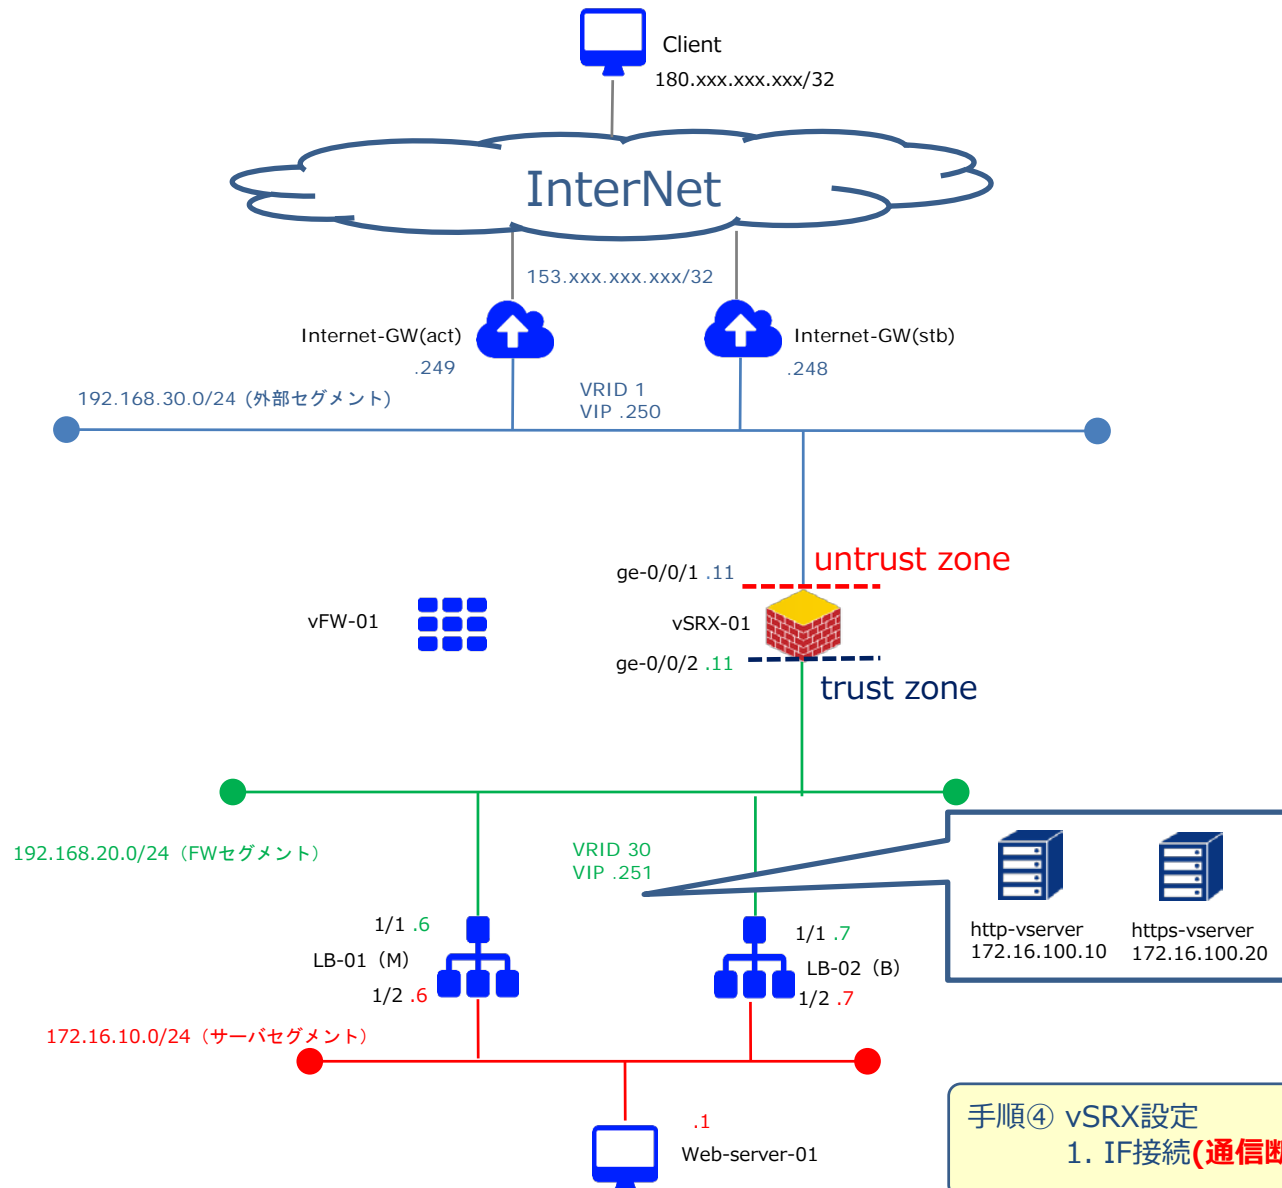 Client
180.xxx.xxx.xxx/32
InterNet
153.xxx.xxx.xxx/32
Internet-GW(act)
.249
Internet-GW(stb)
.248
192.168.30.0/24 (外部セグメント)
VRID 1
VIP .250
untrust zone
ge-0/0/1 .11
vFW-01
vSRX-01
ge-0/0/2 .11
trust zone
192.168.20.0/24（FWセグメント）
VRID 30
VIP .251
http-vserver
172.16.100.10
https-vserver
172.16.100.20
1/1 .6
LB-01（M）
1/2 .6
1/1 .7
LB-02（B）
1/2 .7
172.16.10.0/24（サーバセグメント）
.1
Web-server-01
手順④ vSRX設定
1. IF接続(通信断